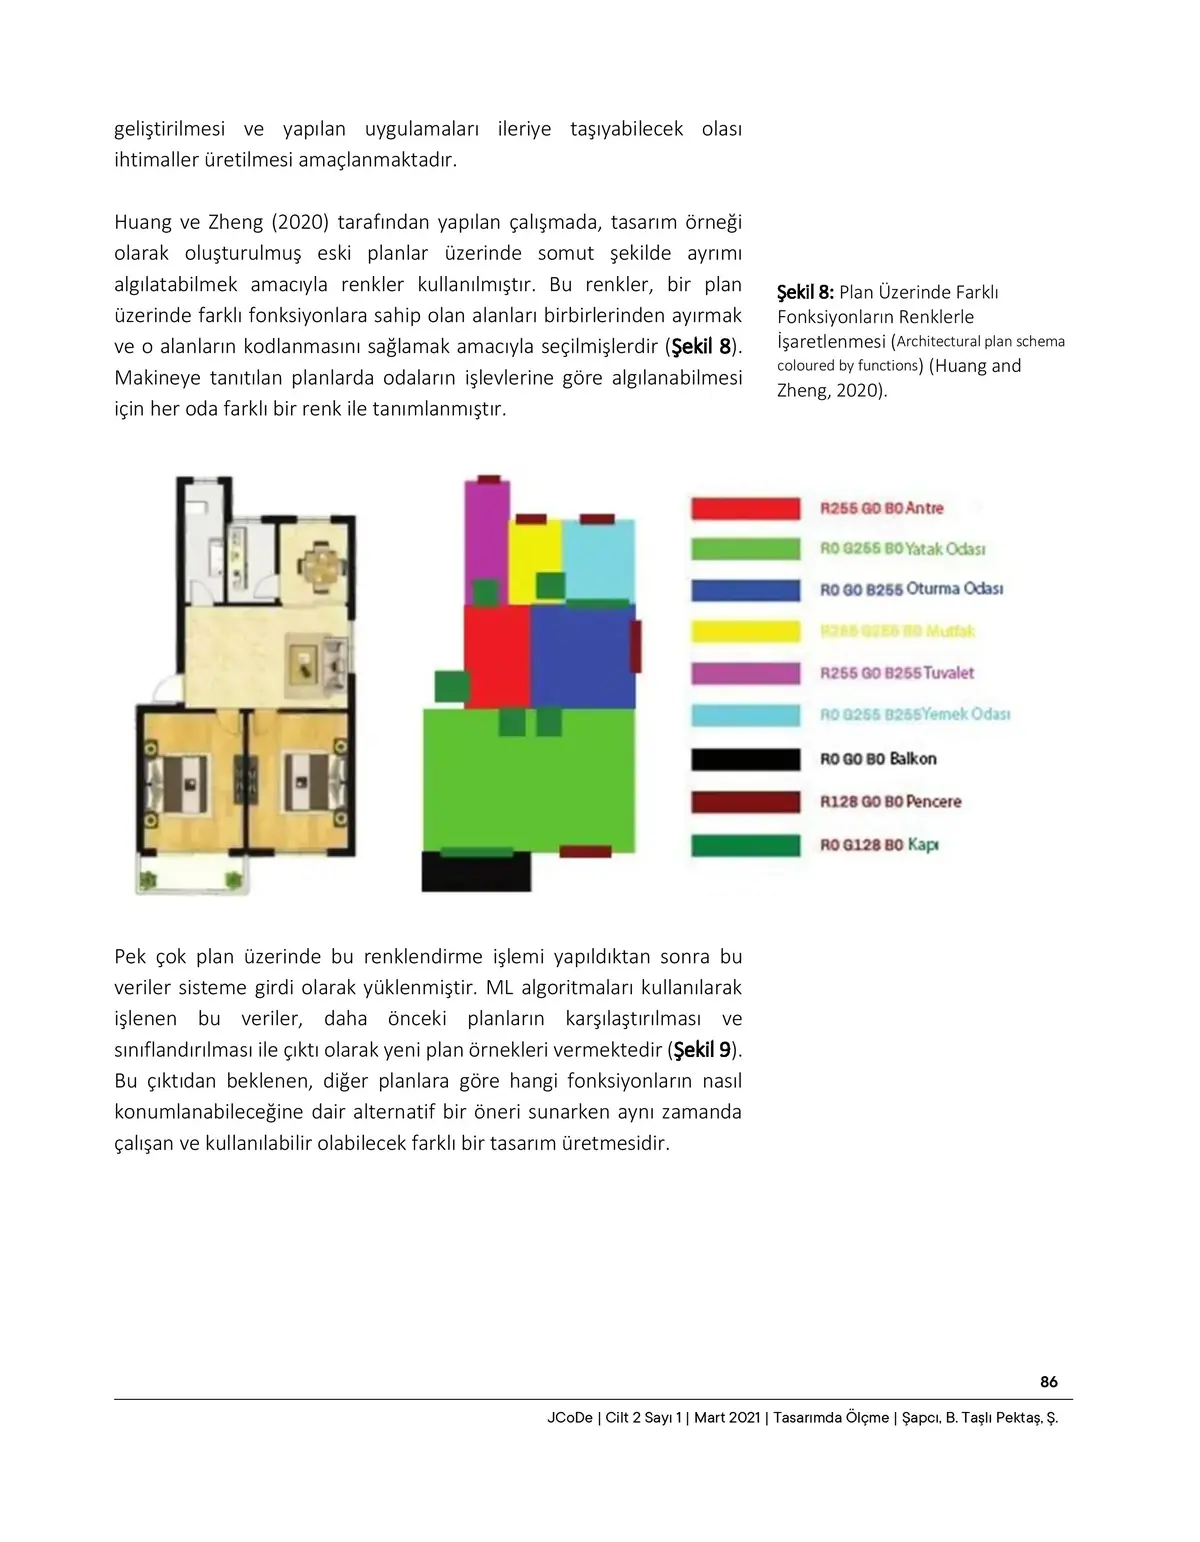 geliştirilmesi ve yapılan uygulamaları ileriye taşıyabilecek olası
ihtimaller üretilmesi amaçlanmaktadır.
Huang ve Zheng (2020) tarafından yapılan çalışmada, tasarım örneği
olarak oluşturulmuş eski planlar üzerinde somut şekilde ayrımı
algılatabilmek amacıyla renkler kullanılmıştır. Bu renkler, bir plan
üzerinde farklı fonksiyonlara sahip olan alanları birbirlerinden ayırmak
ve o alanların kodlanmasını sağlamak amacıyla seçilmişlerdir (Şekil 8).
Makineye tanıtılan planlarda odaların işlevlerine göre algılanabilmesi
için her oda farklı bir renk ile tanımlanmıştır.
Şekil 8: Plan Üzerinde Farklı
Fonksiyonların Renklerle
İşaretlenmesi (Architectural plan schema
coloured by functions) (Huang and
Zheng, 2020).
R255 G0 B0 Antre
R0 G255 B0 Yatak Odası
R0 G0 B255 Oturma Odası
R255 G255 B0 Mutfak
R255 G0 B255 Tuvalet
R0 G255 B255 Yemek Odası
R0 G0 B0 Balkon
R128 G0 B0 Pencere
R0 G128 B0 Kapı
Pek çok plan üzerinde bu renklendirme işlemi yapıldıktan sonra bu
veriler sisteme girdi olarak yüklenmiştir. ML algoritmaları kullanılarak
işlenen bu veriler, daha önceki planların karşılaştırılması ve
sınıflandırılması ile çıktı olarak yeni plan örnekleri vermektedir (Şekil 9).
Bu çıktıdan beklenen, diğer planlara göre hangi fonksiyonların nasıl
konumlanabileceğine dair alternatif bir öneri sunarken aynı zamanda
çalışan ve kullanılabilir olabilecek farklı bir tasarım üretmesidir.
86
JCoDe | Cilt 2 Sayı 1 | Mart 2021 | Tasarımda Ölçme | Şapcı, B. Taşlı Pektaş, Ş.